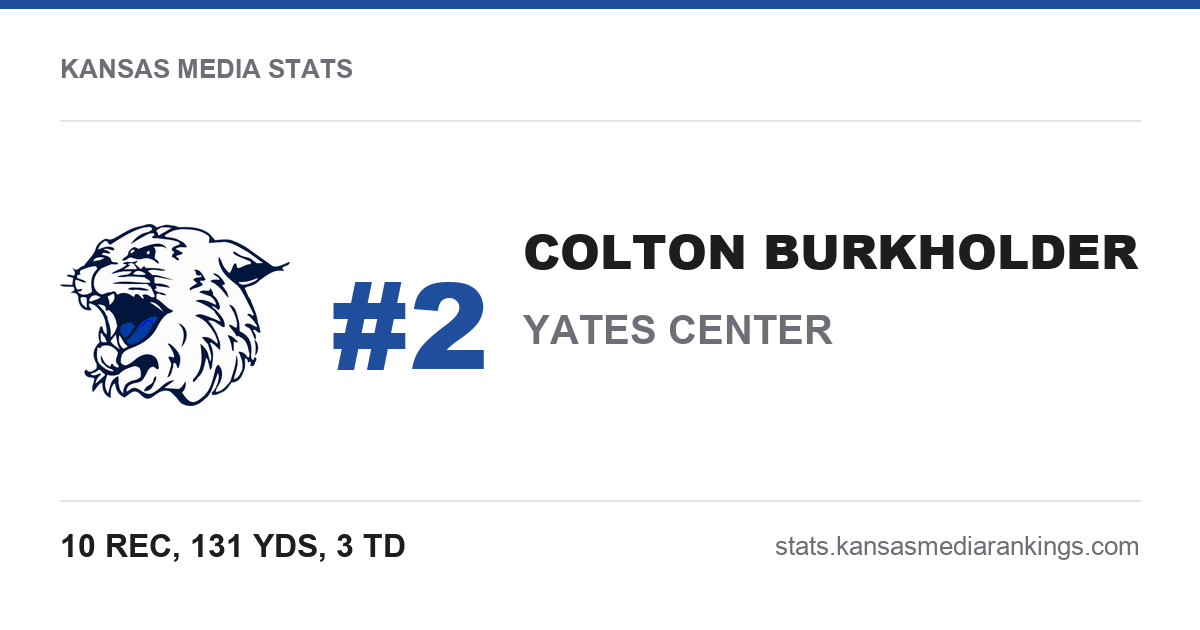 KANSAS MEDIA STATS
#2
COLTON BURKHOLDER
YATES CENTER
10 REC, 131 YDS, 3 TD
stats.kansasmediarankings.com